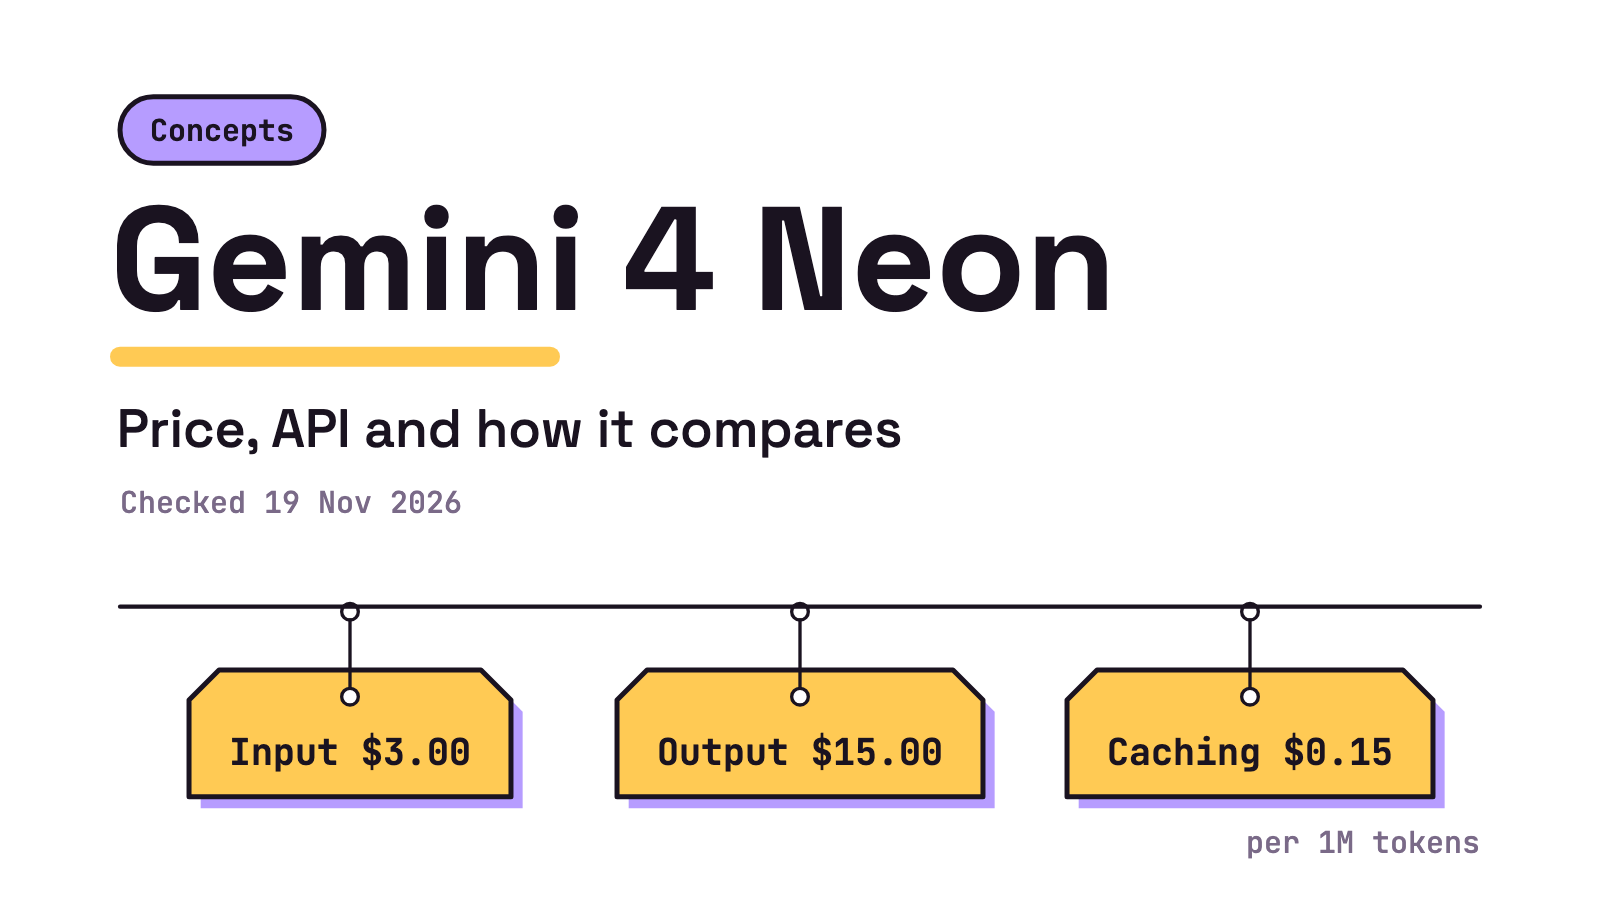 Concepts
Gemini 4 Neon
Price, API and how it compares
Checked 19 Nov 2026
Input $3.00
Output $15.00
Caching $0.15
per 1M tokens